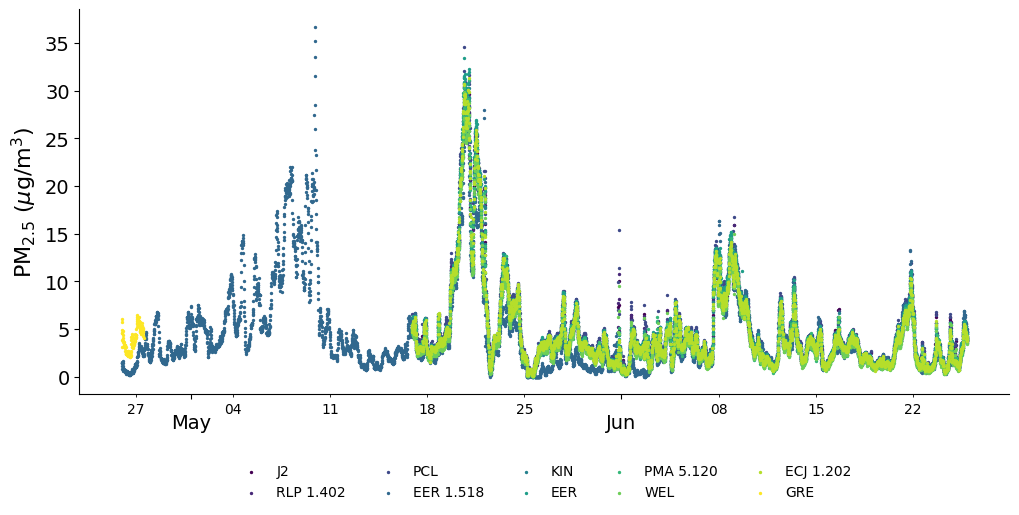 35
30
25
20
15
10
5
0
PM2.5 (μg/m³)
27 04 11 18 25 08 15 22
May Jun
J2 PCL KIN PMA 5.120 ECJ 1.202
RLP 1.402 EER 1.518 EER WEL GRE